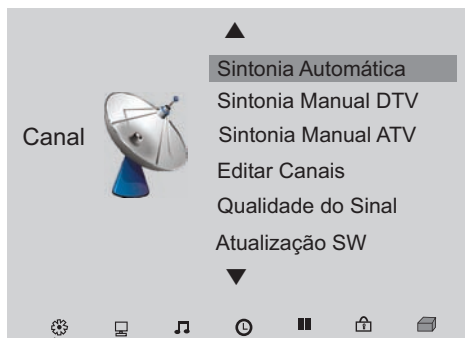 Sintonia Automática
Sintonia Manual DTV
Canal
Sintonia Manual ATV
Editar Canais
Qualidade do Sinal
Atualização SW